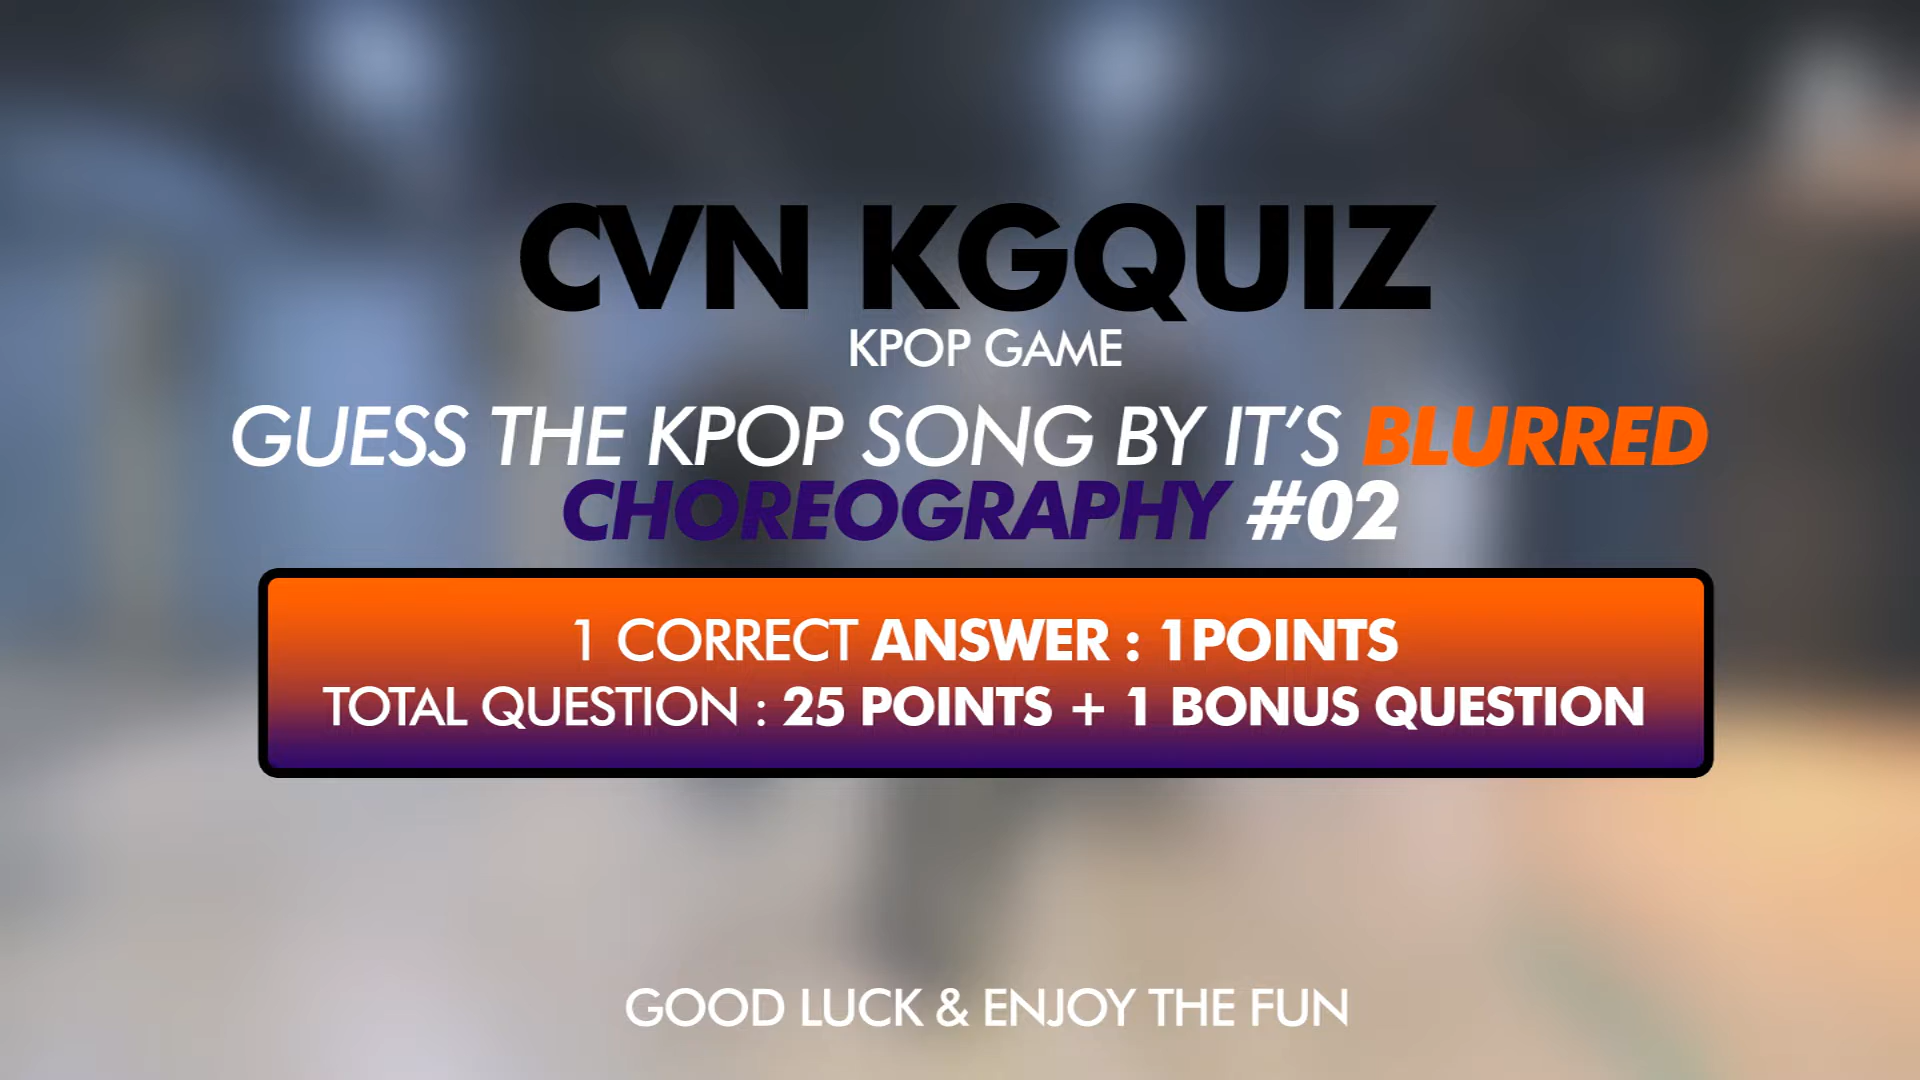 CVN KGQUIZ
KPOP GAME
GUESS THE KPOP SONG BY IT'S BLURRED
CHOREOGRAPHY #02
1 CORRECT ANSWER : 1POINTS
TOTAL QUESTION : 25 POINTS + 1 BONUS QUESTION
GOOD LUCK & ENJOY THE FUN